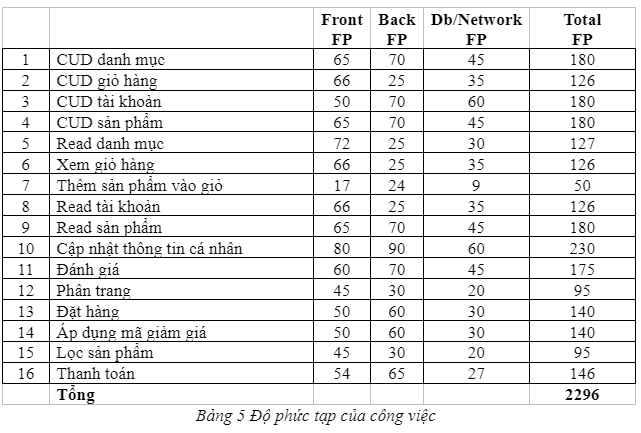 Front FP Back FP Db/Network FP Total FP
1 CUD danh mục 65 70 45 180
2 CUD giỏ hàng 66 25 35 126
3 CUD tài khoản 50 70 60 180
4 CUD sản phẩm 65 70 45 180
5 Read danh mục 72 25 30 127
6 Xem giỏ hàng 66 25 35 126
7 Thêm sản phẩm vào giỏ 17 24 9 50
8 Read tài khoản 66 25 35 126
9 Read sản phẩm 65 70 45 180
10 Cập nhật thông tin cá nhân 80 90 60 230
11 Đánh giá 60 70 45 175
12 Phân trang 45 30 20 95
13 Đặt hàng 50 60 30 140
14 Áp dụng mã giảm giá 50 60 30 140
15 Lọc sản phẩm 45 30 20 95
16 Thanh toán 54 65 27 146
Tổng 2296
Bảng 5 Độ phức tạp của công việc